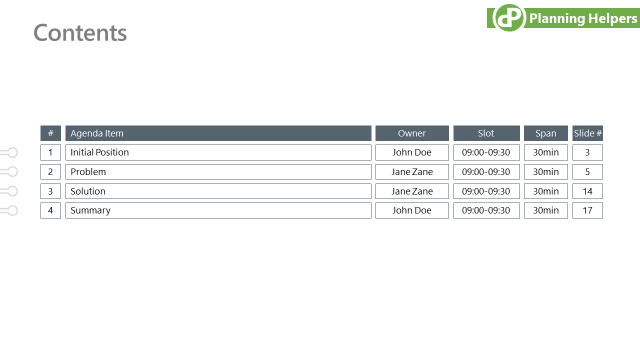 Contents
Planning Helpers
# Agenda Item Owner Slot Span Slide #
1 Initial Position John Doe 09:00-09:30 30min 3
2 Problem Jane Zane 09:00-09:30 30min 5
3 Solution Jane Zane 09:00-09:30 30min 14
4 Summary John Doe 09:00-09:30 30min 17